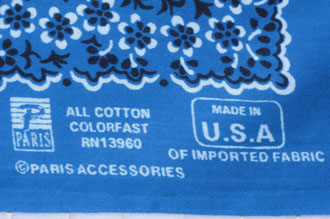 PARIS
ALL COTTON
COLORFAST
RN13960
MADE IN
U.S.A
OF IMPORTED FABRIC
©PARIS ACCESSORIES